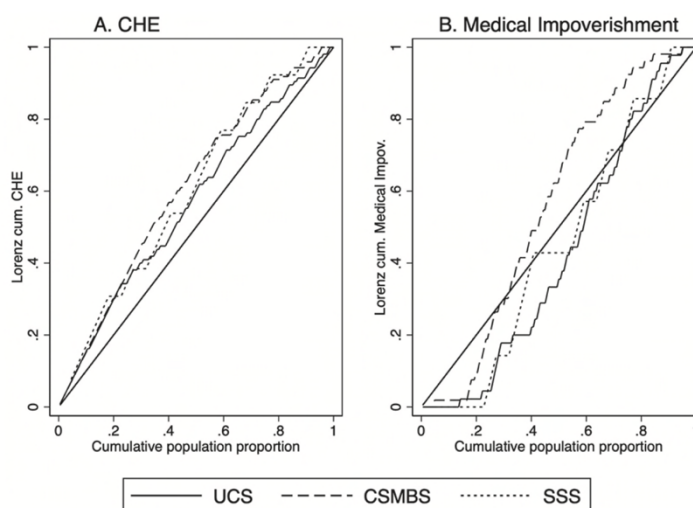 A. CHE
B. Medical Impoverishment
Lorenz cum. CHE
0
.2
.4
.6
.8
1
0
.2
.4
.6
.8
1
Cumulative population proportion
Lorenz cum. Medical Impov.
0
.2
.4
.6
.8
1
0
.2
.4
.6
.8
1
Cumulative population proportion
UCS
CSMBS
SSS